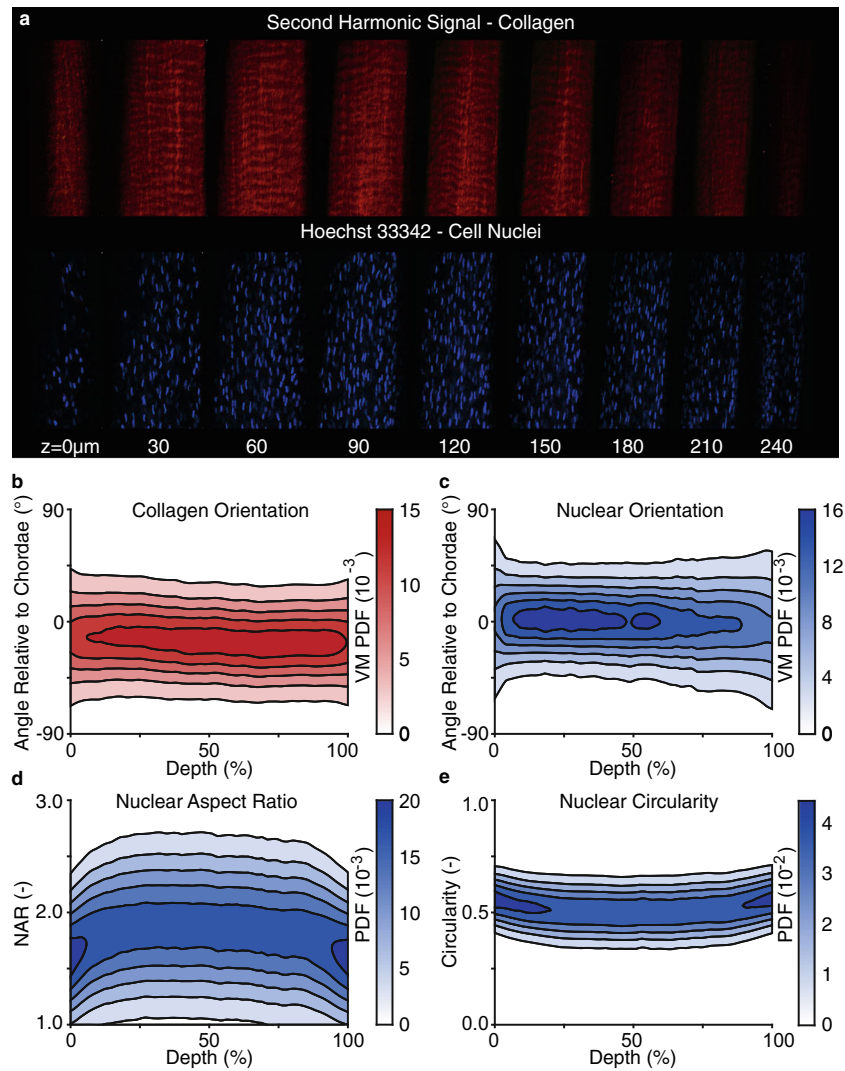 a
Second Harmonic Signal - Collagen
Hoechst 33342 - Cell Nuclei
z=0µm 30 60 90 120 150 180 210 240
b
Collagen Orientation
Angle Relative to Chordae (°)
90
0
-90
0 50 100
Depth (%)
VM PDF (10⁻³)
15
10
5
0
c
Nuclear Orientation
Angle Relative to Chordae (°)
90
0
-90
0 50 100
Depth (%)
VM PDF (10⁻³)
16
12
8
4
0
d
Nuclear Aspect Ratio
NAR (-)
3.0
2.0
1.0
0 50 100
Depth (%)
PDF (10⁻³)
20
15
10
5
0
e
Nuclear Circularity
Circularity (-)
1.0
0.5
0.0
0 50 100
Depth (%)
PDF (10⁻²)
4
3
2
1
0